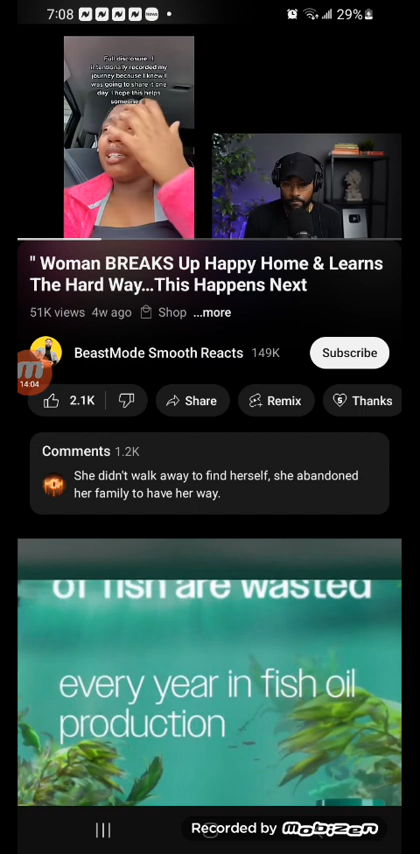 7:08
29%
Full disclosure. I
intentionally recorded my
journey because I knew I
was going to share it one
day. I hope this helps
someone
" Woman BREAKS Up Happy Home & Learns
The Hard Way...This Happens Next
51K views 4w ago Shop ...more
BeastMode Smooth Reacts 149K
Subscribe
14:04
2.1K
Share
Remix
Thanks
Comments 1.2K
She didn't walk away to find herself, she abandoned
her family to have her way.
of fish are wasted
every year in fish oil
production
Recorded by mobizen